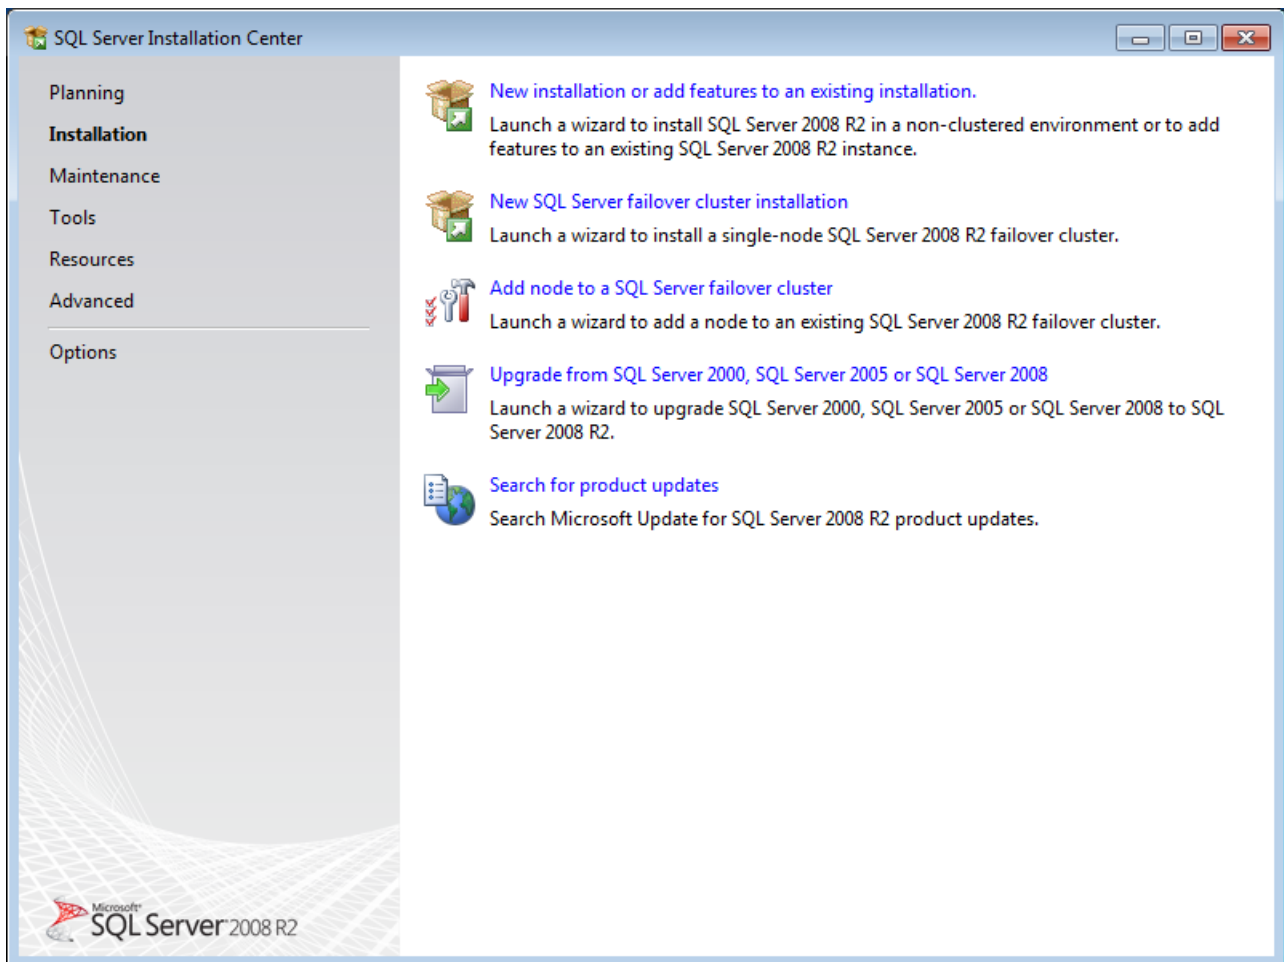 SQL Server Installation Center
Planning
Installation
Maintenance
Tools
Resources
Advanced
Options
New installation or add features to an existing installation.
Launch a wizard to install SQL Server 2008 R2 in a non-clustered environment or to add
features to an existing SQL Server 2008 R2 instance.
New SQL Server failover cluster installation
Launch a wizard to install a single-node SQL Server 2008 R2 failover cluster.
Add node to a SQL Server failover cluster
Launch a wizard to add a node to an existing SQL Server 2008 R2 failover cluster.
Upgrade from SQL Server 2000, SQL Server 2005 or SQL Server 2008
Launch a wizard to upgrade SQL Server 2000, SQL Server 2005 or SQL Server 2008 to SQL
Server 2008 R2.
Search for product updates
Search Microsoft Update for SQL Server 2008 R2 product updates.
Microsoft®
SQL Server® 2008 R2